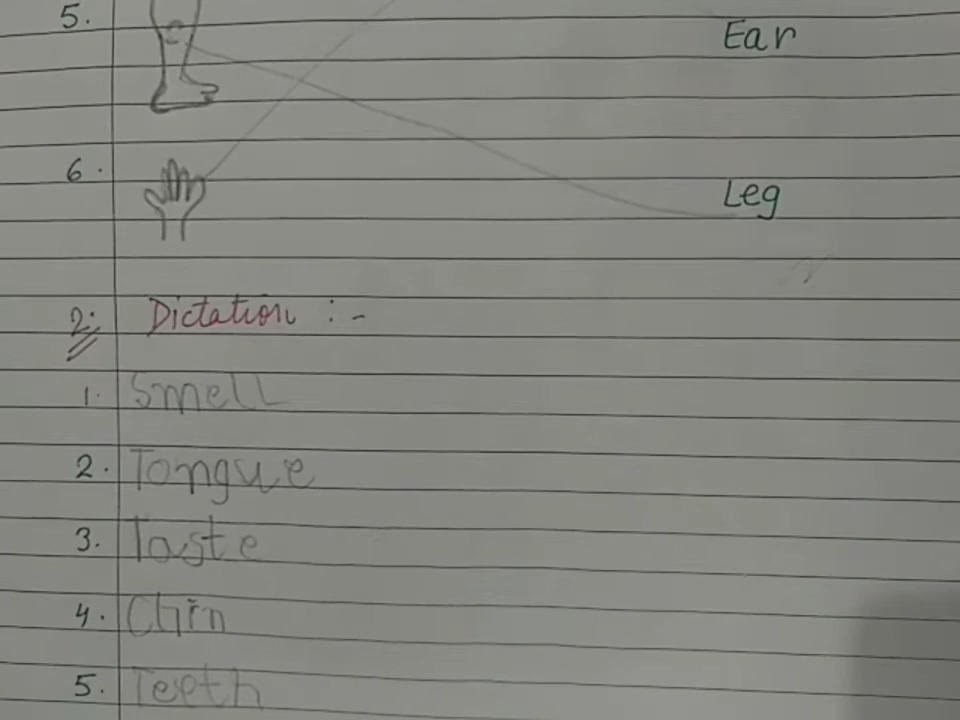 5. Ear
6. Leg
2. Dictation :-
1. Smell
2. Tongue
3. Taste
4. Chin
5. Teeth